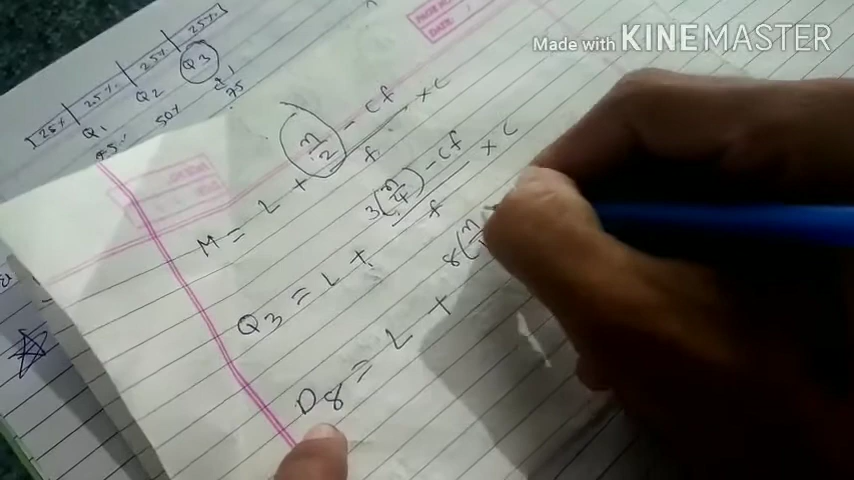 Made with KINEMASTER
DATE
25% 25% 25% 25%
Q1 Q2 Q3
50% 75
M = L + n/2 - cf / f × c
Q3 = L + 3(n/4) - cf / f × c
D8 = L + 8(n/